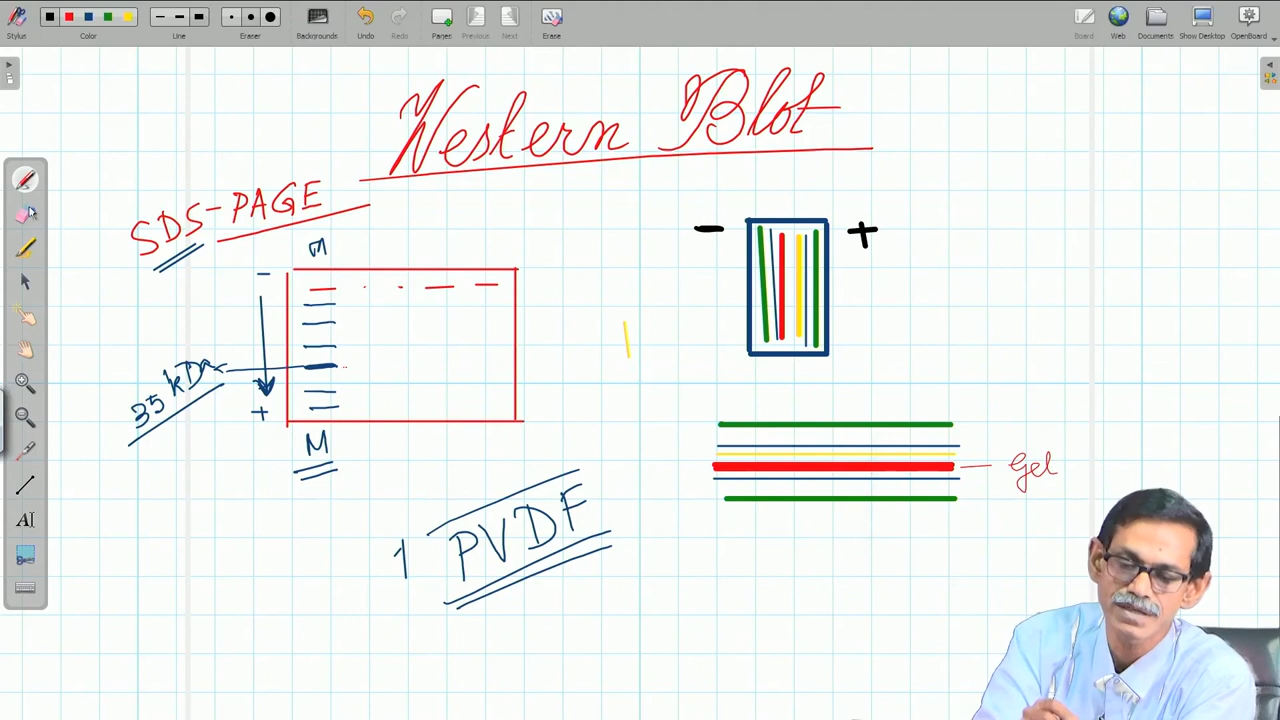 Stylus Color Line Eraser Backgrounds Undo Redo Pages Previous Next Erase Board Web Documents Show Desktop OpenBoard
Western Blot
SDS-PAGE
M
- +
-
35 kDa
+
M
Gel
1 PVDF
AI